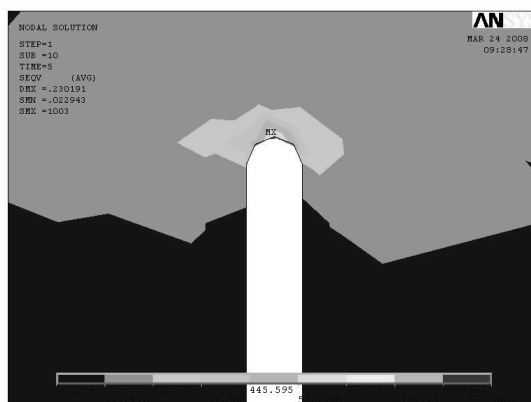 NODAL SOLUTION
STEP=1
SUB =10
TIME=5
SEQV (AVG)
DMX =.230191
SMN =.022943
SMX =1003
ANSYS
MAR 24 2008
09:28:47
MX
445.595